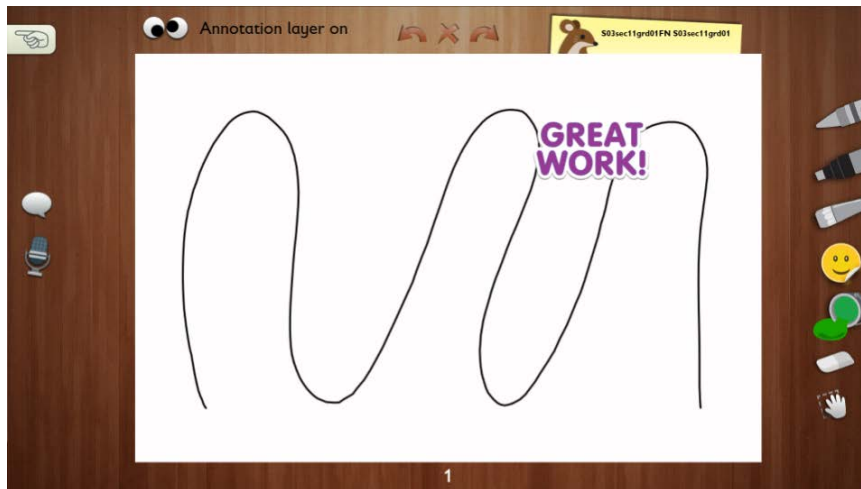 Annotation layer on
S03sec11grd01FN S03sec11grd01
GREAT
WORK!
1